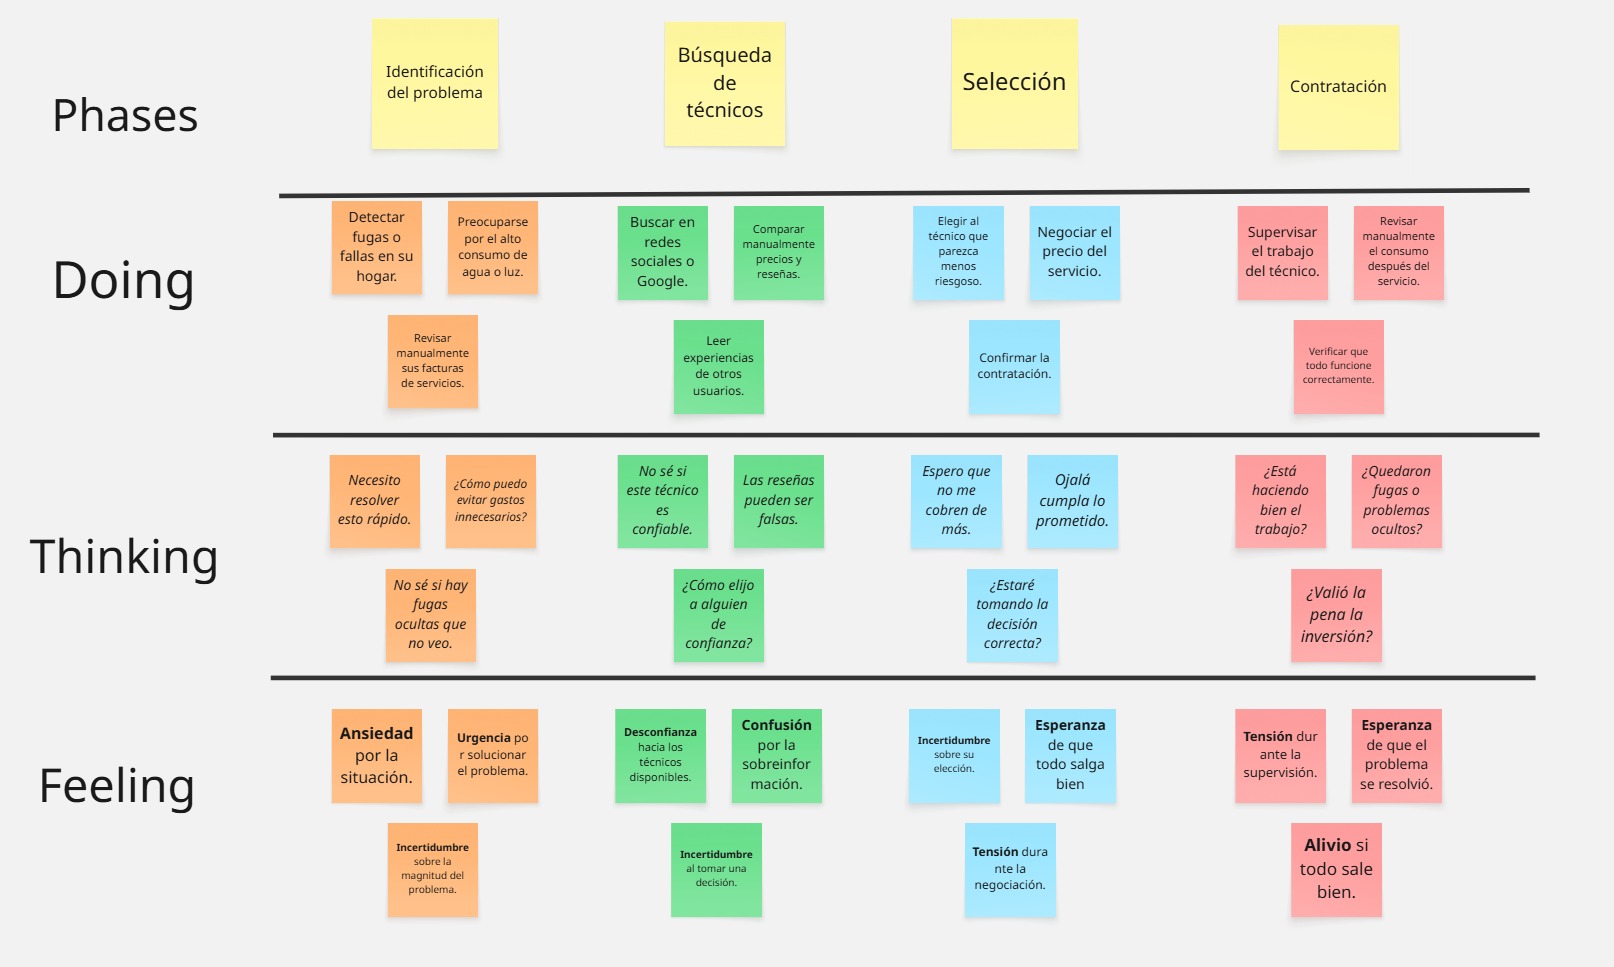 Phases
Identificación
del problema
Búsqueda
de
técnicos
Selección
Contratación
Doing
Detectar
fugas o
fallas en su
hogar.
Preocuparse
por el alto
consumo de
agua o luz.
Revisar
manualmente
sus facturas
de servicios.
Buscar en
redes
sociales o
Google.
Comparar
manualmente
precios y
reseñas.
Leer
experiencias
de otros
usuarios.
Elegir al
técnico que
parezca
menos
riesgoso.
Negociar el
precio del
servicio.
Confirmar la
contratación.
Supervisar
el trabajo
del técnico.
Revisar
manualmente
el consumo
después del
servicio.
Verificar que
todo funcione
correctamente.
Thinking
Necesito
resolver
esto rápido.
¿Cómo puedo
evitar gastos
innecesarios?
No sé si hay
fugas
ocultas que
no veo.
No sé si
este técnico
es
confiable.
Las reseñas
pueden ser
falsas.
¿Cómo elijo
a alguien
de
confianza?
Espero que
no me
cobren de
más.
Ojalá
cumpla lo
prometido.
¿Estaré
tomando la
decisión
correcta?
¿Está
haciendo
bien el
trabajo?
¿Quedaron
fugas o
problemas
ocultos?
¿Valió la
pena la
inversión?
Feeling
Ansiedad
por la
situación.
Urgencia po
r solucionar
el problema.
Incertidumbre
sobre la
magnitud del
problema.
Desconfianza
hacia los
técnicos
disponibles.
Confusión
por la
sobreinfor
mación.
Incertidumbre
al tomar una
decisión.
Incertidumbre
sobre su
elección.
Esperanza
de que
todo salga
bien
Tensión dura
nte la
negociación.
Tensión dur
ante la
supervisión.
Esperanza
de que el
problema
se resolvió.
Alivio si
todo sale
bien.